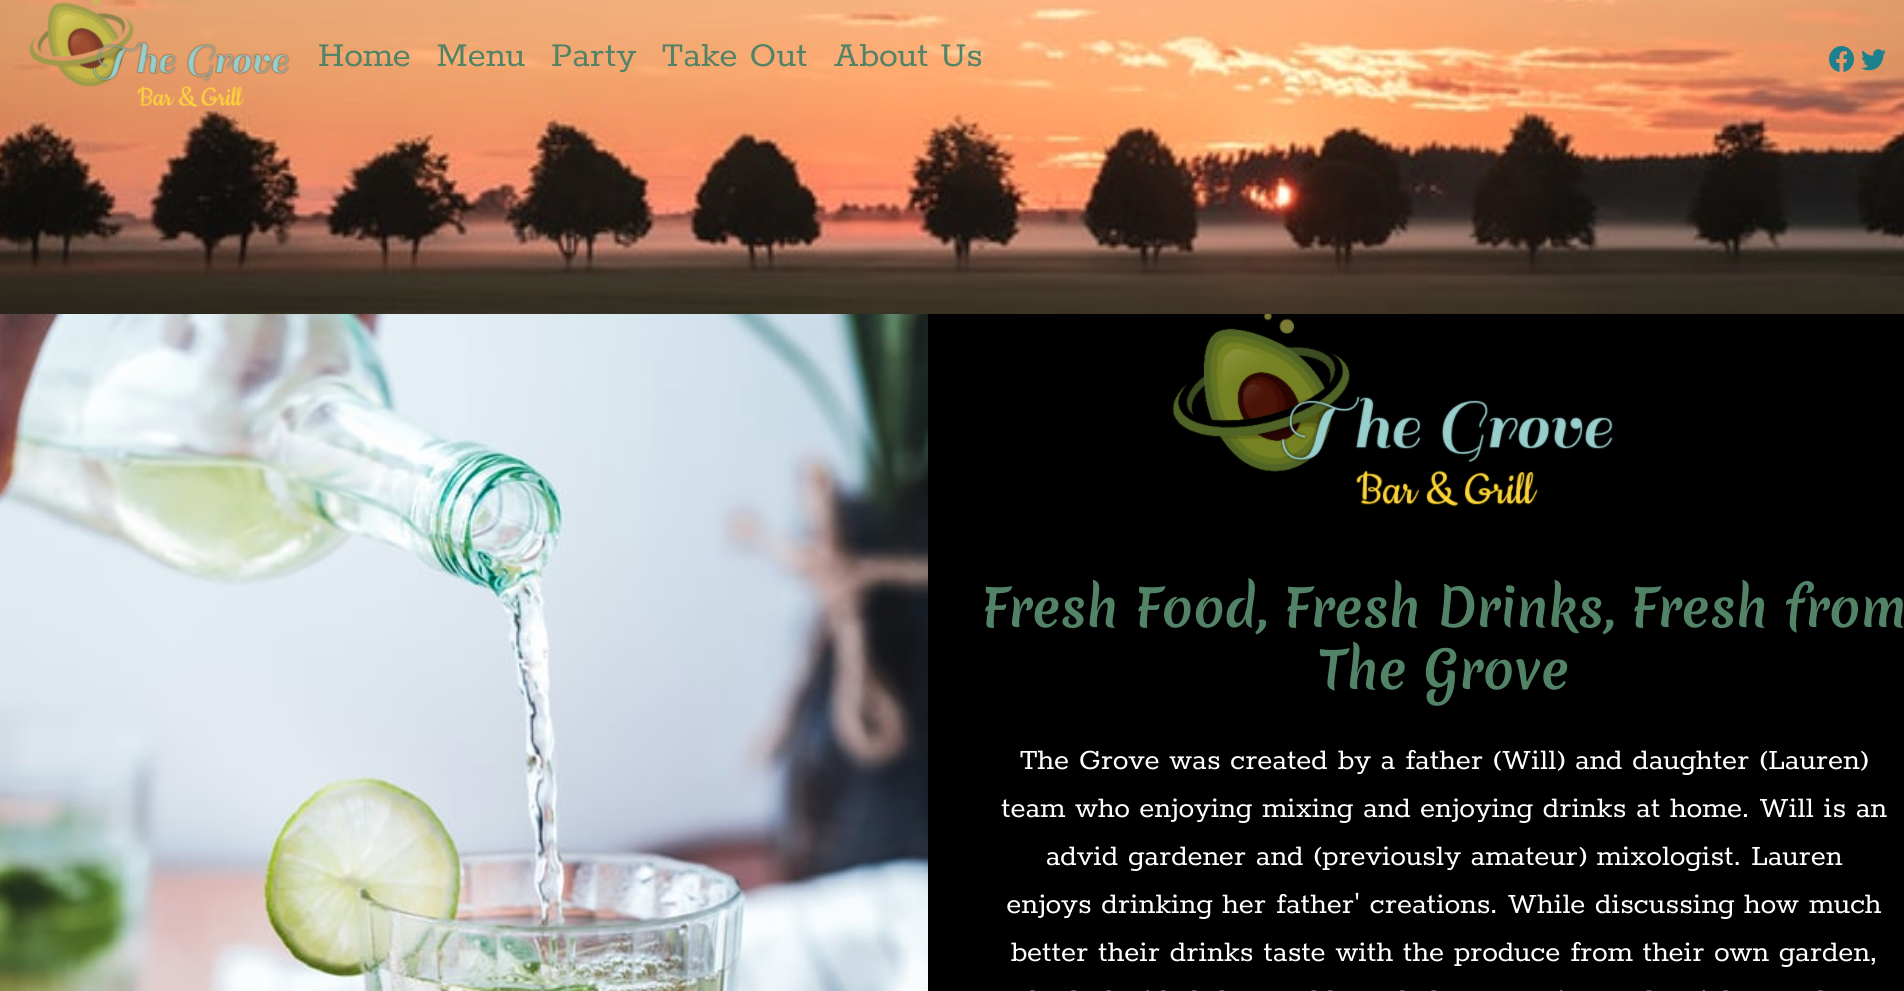 The Grove
Bar & Grill
Home Menu Party Take Out About Us
The Grove
Bar & Grill
Fresh Food, Fresh Drinks, Fresh from
The Grove
The Grove was created by a father (Will) and daughter (Lauren)
team who enjoying mixing and enjoying drinks at home. Will is an
advid gardener and (previously amateur) mixologist. Lauren
enjoys drinking her father' creations. While discussing how much
better their drinks taste with the produce from their own garden,